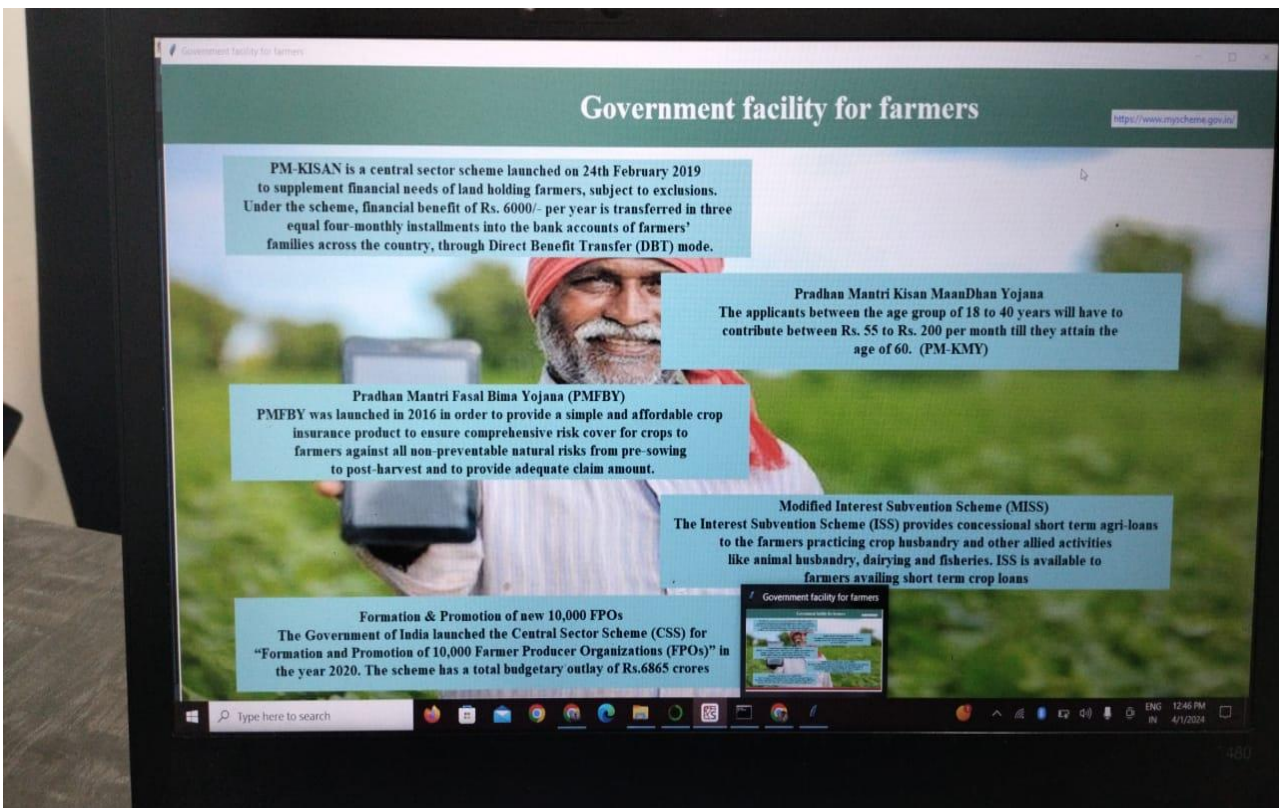 Government facility for farmers
Government facility for farmers
https://www.myscheme.gov.in/
PM-KISAN is a central sector scheme launched on 24th February 2019
to supplement financial needs of land holding farmers, subject to exclusions.
Under the scheme, financial benefit of Rs. 6000/- per year is transferred in three
equal four-monthly installments into the bank accounts of farmers'
families across the country, through Direct Benefit Transfer (DBT) mode.
Pradhan Mantri Kisan MaanDhan Yojana
The applicants between the age group of 18 to 40 years will have to
contribute between Rs. 55 to Rs. 200 per month till they attain the
age of 60. (PM-KMY)
Pradhan Mantri Fasal Bima Yojana (PMFBY)
PMFBY was launched in 2016 in order to provide a simple and affordable crop
insurance product to ensure comprehensive risk cover for crops to
farmers against all non-preventable natural risks from pre-sowing
to post-harvest and to provide adequate claim amount.
Modified Interest Subvention Scheme (MISS)
The Interest Subvention Scheme (ISS) provides concessional short term agri-loans
to the farmers practicing crop husbandry and other allied activities
like animal husbandry, dairying and fisheries. ISS is available to
farmers availing short term crop loans
Formation & Promotion of new 10,000 FPOs
The Government of India launched the Central Sector Scheme (CSS) for
"Formation and Promotion of 10,000 Farmer Producer Organizations (FPOs)" in
the year 2020. The scheme has a total budgetary outlay of Rs.6865 crores
Government facility for farmers
Type here to search
ENG
IN
12:46 PM
4/1/2024
480